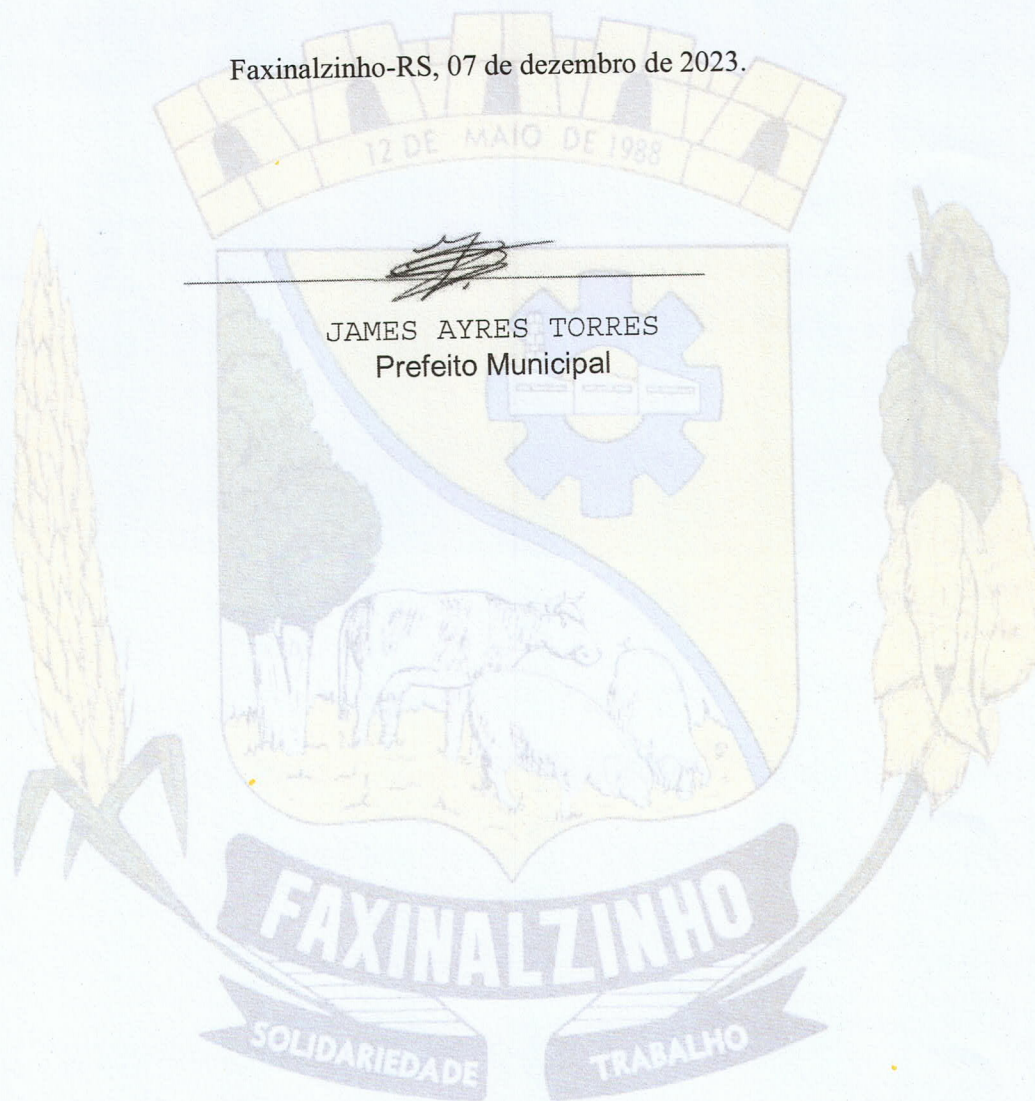 Faxinalzinho-RS, 07 de dezembro de 2023.
12 DE MAIO DE 1988
JAMES AYRES TORRES
Prefeito Municipal
FAXINALZINHO
SOLIDARIEDADE
TRABALHO